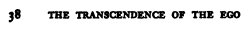 38 THE TRANSCENDENCE OF THE EGO